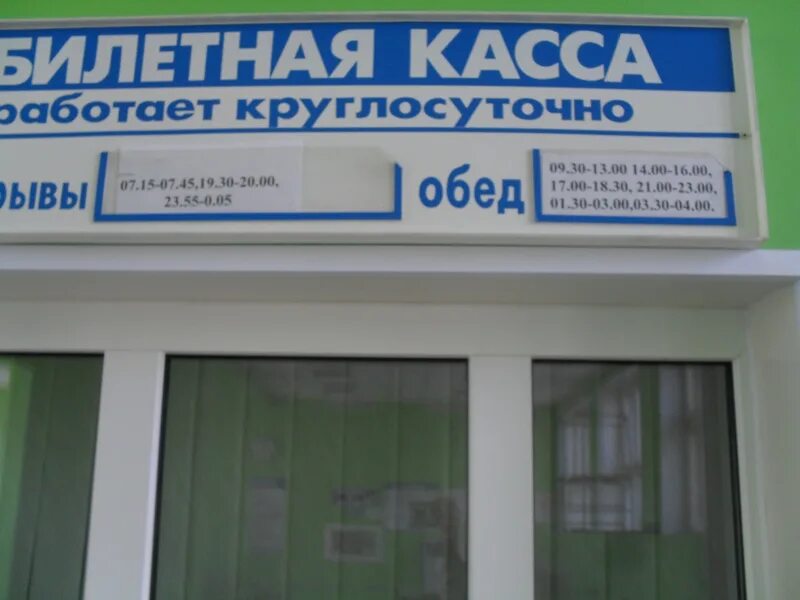 БИЛЕТНАЯ КАССА
работает круглосуточно
рывы 07.15-07.45,19.30-20.00,
23.55-0.05
обед 09.30-13.00 14.00-16.00,
17.00-18.30, 21.00-23.00,
01.30-03.00,03.30-04.00.